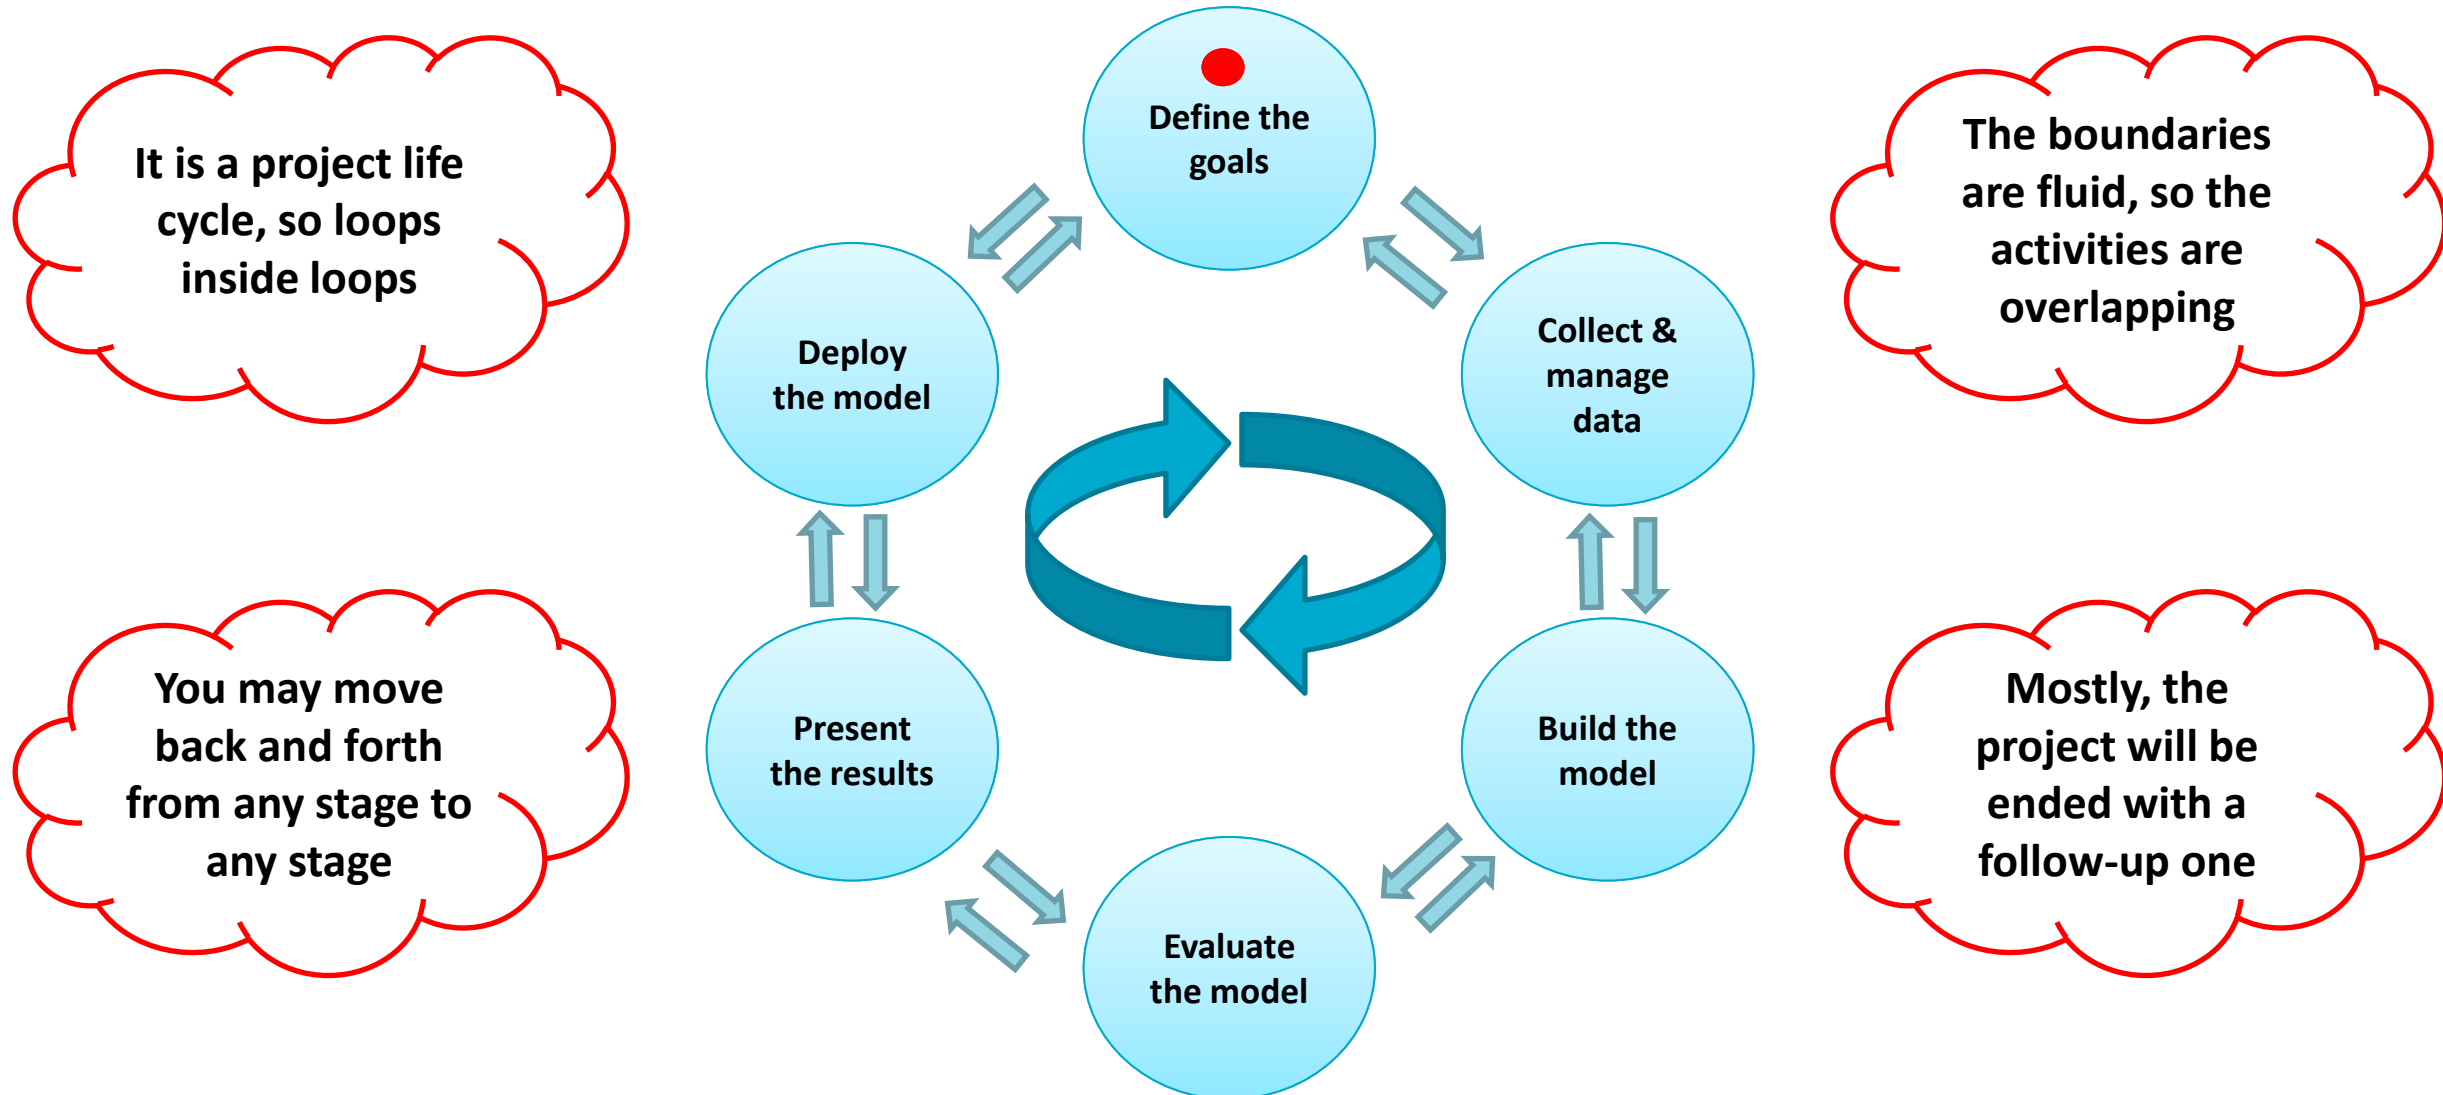 It is a project life
cycle, so loops
inside loops
You may move
back and forth
from any stage to
any stage
Define the
goals
Collect &
manage
data
Build the
model
Evaluate
the model
Present
the results
Deploy
the model
The boundaries
are fluid, so the
activities are
overlapping
Mostly, the
project will be
ended with a
follow-up one